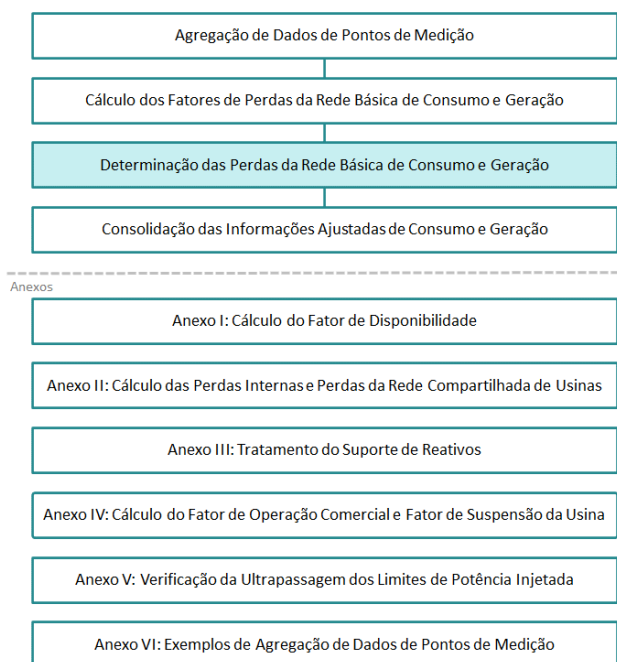 Agregação de Dados de Pontos de Medição
Cálculo dos Fatores de Perdas da Rede Básica de Consumo e Geração
Determinação das Perdas da Rede Básica de Consumo e Geração
Consolidação das Informações Ajustadas de Consumo e Geração
Anexos
Anexo I: Cálculo do Fator de Disponibilidade
Anexo II: Cálculo das Perdas Internas e Perdas da Rede Compartilhada de Usinas
Anexo III: Tratamento do Suporte de Reativos
Anexo IV: Cálculo do Fator de Operação Comercial e Fator de Suspensão da Usina
Anexo V: Verificação da Ultrapassagem dos Limites de Potência Injetada
Anexo VI: Exemplos de Agregação de Dados de Pontos de Medição